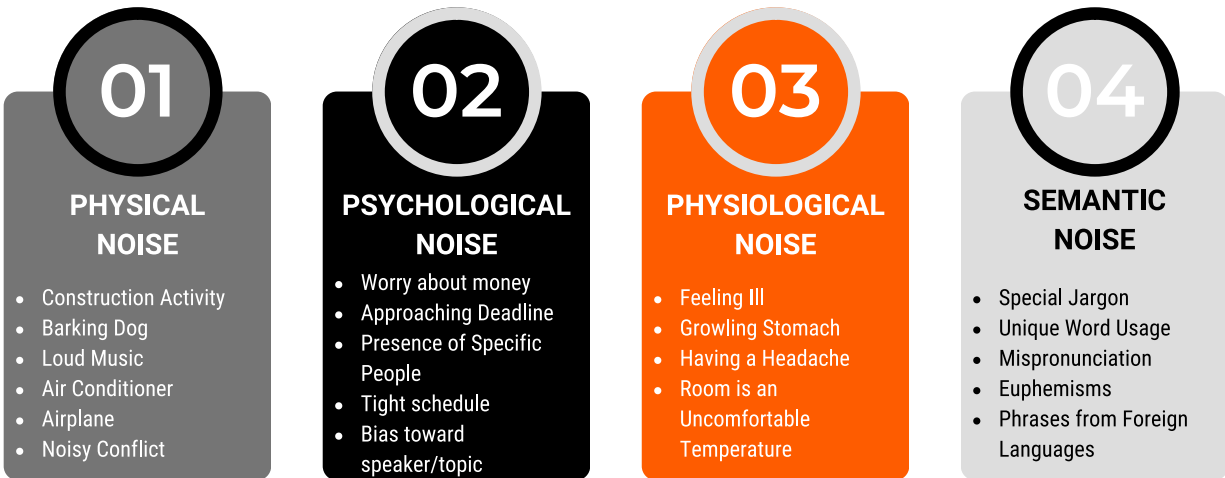 01
PHYSICAL
NOISE
• Construction Activity
• Barking Dog
• Loud Music
• Air Conditioner
• Airplane
• Noisy Conflict
02
PSYCHOLOGICAL
NOISE
• Worry about money
• Approaching Deadline
• Presence of Specific
People
• Tight schedule
• Bias toward
speaker/topic
03
PHYSIOLOGICAL
NOISE
• Feeling Ill
• Growling Stomach
• Having a Headache
• Room is an
Uncomfortable
Temperature
04
SEMANTIC
NOISE
• Special Jargon
• Unique Word Usage
• Mispronunciation
• Euphemisms
• Phrases from Foreign
Languages